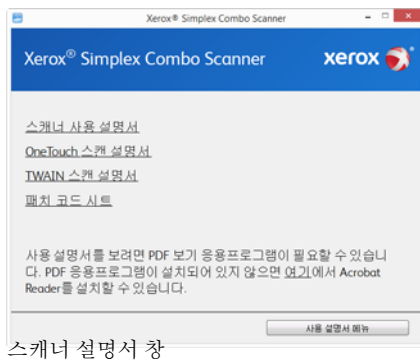 Xerox® Simplex Combo Scanner
Xerox® Simplex Combo Scanner
xerox
스캐너 사용 설명서
OneTouch 스캔 설명서
TWAIN 스캔 설명서
패치 코드 시트
사용 설명서를 보려면 PDF 보기 응용프로그램이 필요할 수 있습니
다. PDF 응용프로그램이 설치되어 있지 않으면 여기에서 Acrobat
Reader를 설치할 수 있습니다.
사용 설명서 메뉴
스캐너 설명서 창